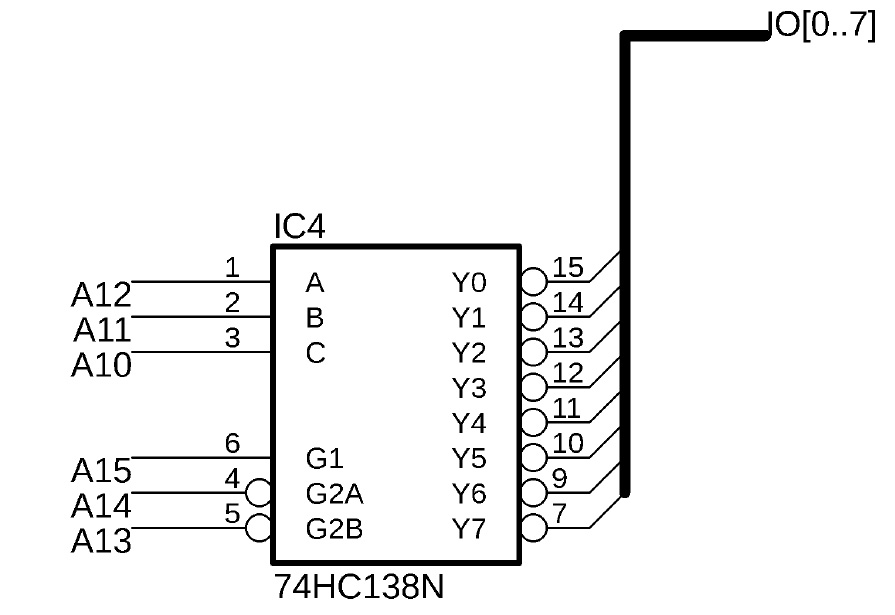 IO[0..7]
IC4
1 A Y0 15
A12
2 B Y1 14
A11
3 C Y2 13
A10
Y3 12
Y4 11
6 G1 Y5 10
A15
4 G2A Y6 9
A14
5 G2B Y7 7
A13
74HC138N